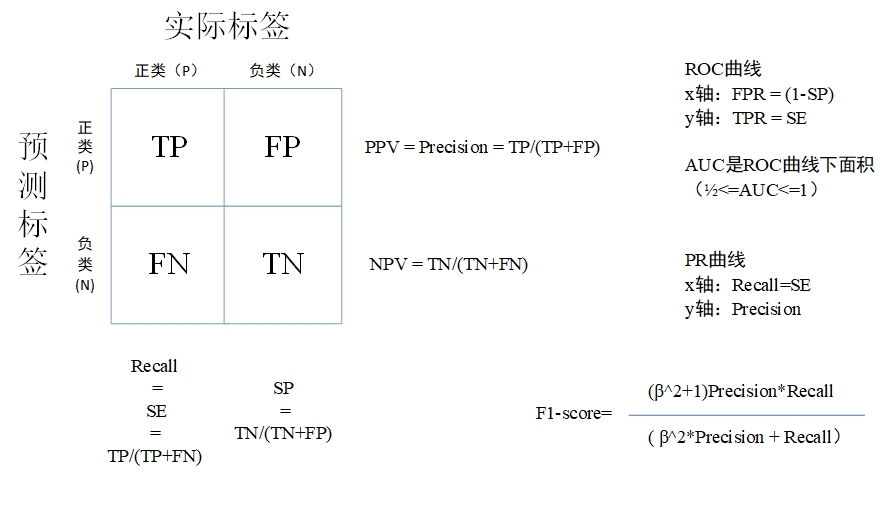 实际标签
正类（P）
负类（N）
预测标签
正类(P)
TP
FP
PPV = Precision = TP/(TP+FP)
负类(N)
FN
TN
NPV = TN/(TN+FN)
Recall
=
SE
=
TP/(TP+FN)
SP
=
TN/(TN+FP)
ROC曲线
x轴：FPR = (1-SP)
y轴：TPR = SE
AUC是ROC曲线下面积
（½<=AUC<=1）
PR曲线
x轴：Recall=SE
y轴：Precision
F1-score=
(β^2+1)Precision*Recall
( β^2*Precision + Recall）